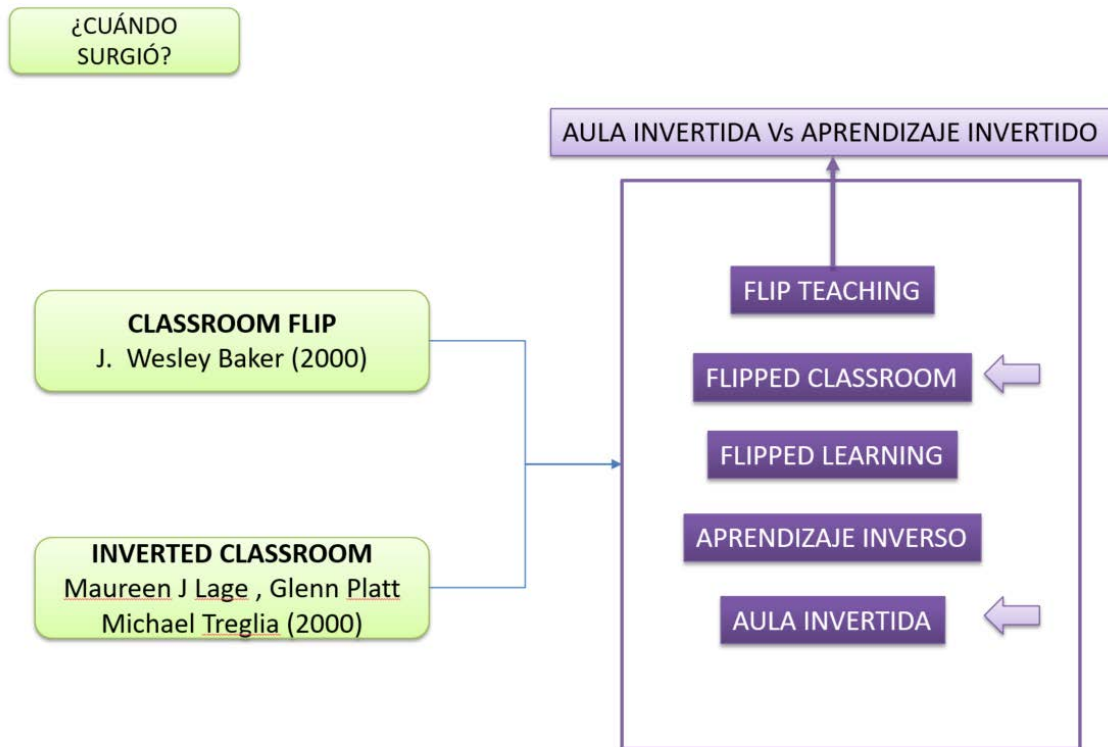 ¿CUÁNDO
SURGIÓ?
AULA INVERTIDA Vs APRENDIZAJE INVERTIDO
FLIP TEACHING
CLASSROOM FLIP
J. Wesley Baker (2000)
FLIPPED CLASSROOM
FLIPPED LEARNING
APRENDIZAJE INVERSO
INVERTED CLASSROOM
Maureen J Lage , Glenn Platt
Michael Treglia (2000)
AULA INVERTIDA